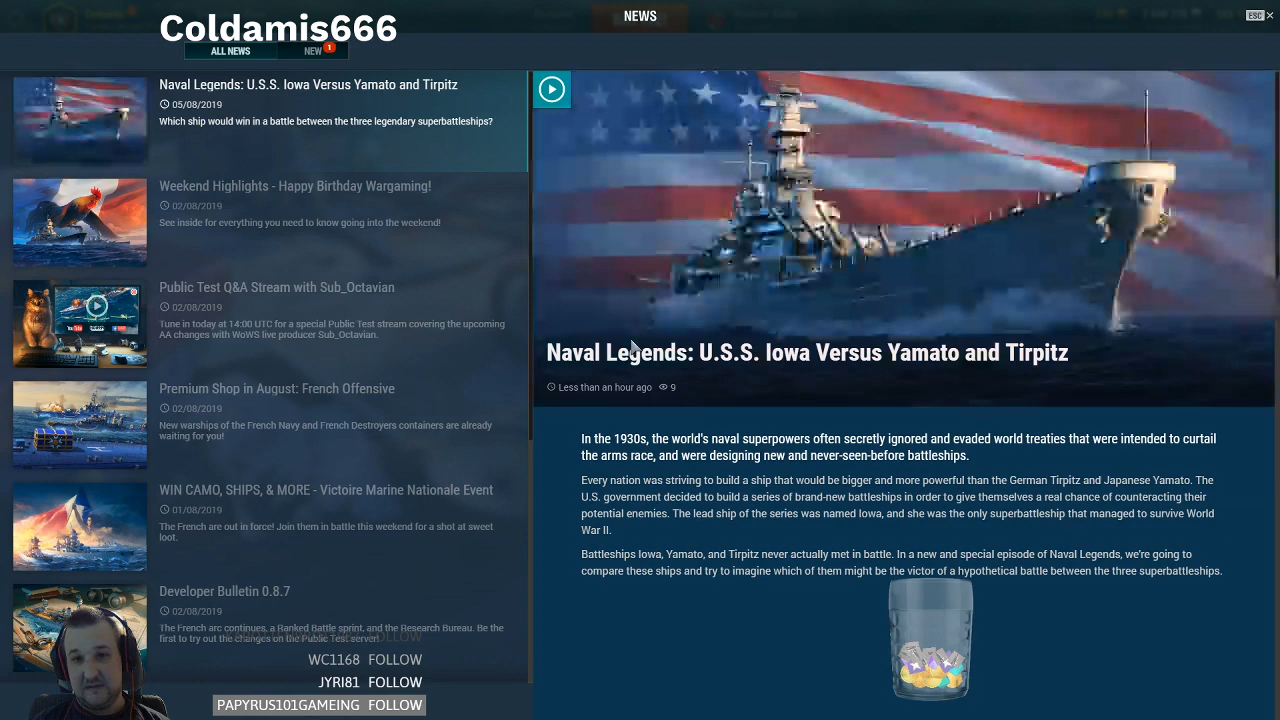 Coldamis666
NEWS
ESC
ALL NEWS
NEW
1
Naval Legends: U.S.S. Iowa Versus Yamato and Tirpitz
05/08/2019
Which ship would win in a battle between the three legendary superbattleships?
Weekend Highlights - Happy Birthday Wargaming!
02/08/2019
See inside for everything you need to know going into the weekend!
Public Test Q&A Stream with Sub_Octavian
02/08/2019
Tune in today at 14:00 UTC for a special Public Test stream covering the upcoming
AA changes with WoWS live producer Sub_Octavian.
Premium Shop in August: French Offensive
02/08/2019
New warships of the French Navy and French Destroyers containers are already
waiting for you!
WIN CAMO, SHIPS, & MORE - Victoire Marine Nationale Event
01/08/2019
The French are out in force! Join them in battle this weekend for a shot at sweet
loot.
Developer Bulletin 0.8.7
02/08/2019
The French arc continues, a Ranked Battle sprint, and the Research Bureau. Be the
first to try out the changes on the Public Test server!
FOLLOW
WC1168 FOLLOW
JYRI81 FOLLOW
PAPYRUS101GAMEING FOLLOW
Naval Legends: U.S.S. Iowa Versus Yamato and Tirpitz
Less than an hour ago 9
In the 1930s, the world's naval superpowers often secretly ignored and evaded world treaties that were intended to curtail
the arms race, and were designing new and never-seen-before battleships.
Every nation was striving to build a ship that would be bigger and more powerful than the German Tirpitz and Japanese Yamato. The
U.S. government decided to build a series of brand-new battleships in order to give themselves a real chance of counteracting their
potential enemies. The lead ship of the series was named Iowa, and she was the only superbattleship that managed to survive World
War II.
Battleships Iowa, Yamato, and Tirpitz never actually met in battle. In a new and special episode of Naval Legends, we're going to
compare these ships and try to imagine which of them might be the victor of a hypothetical battle between the three superbattleships.